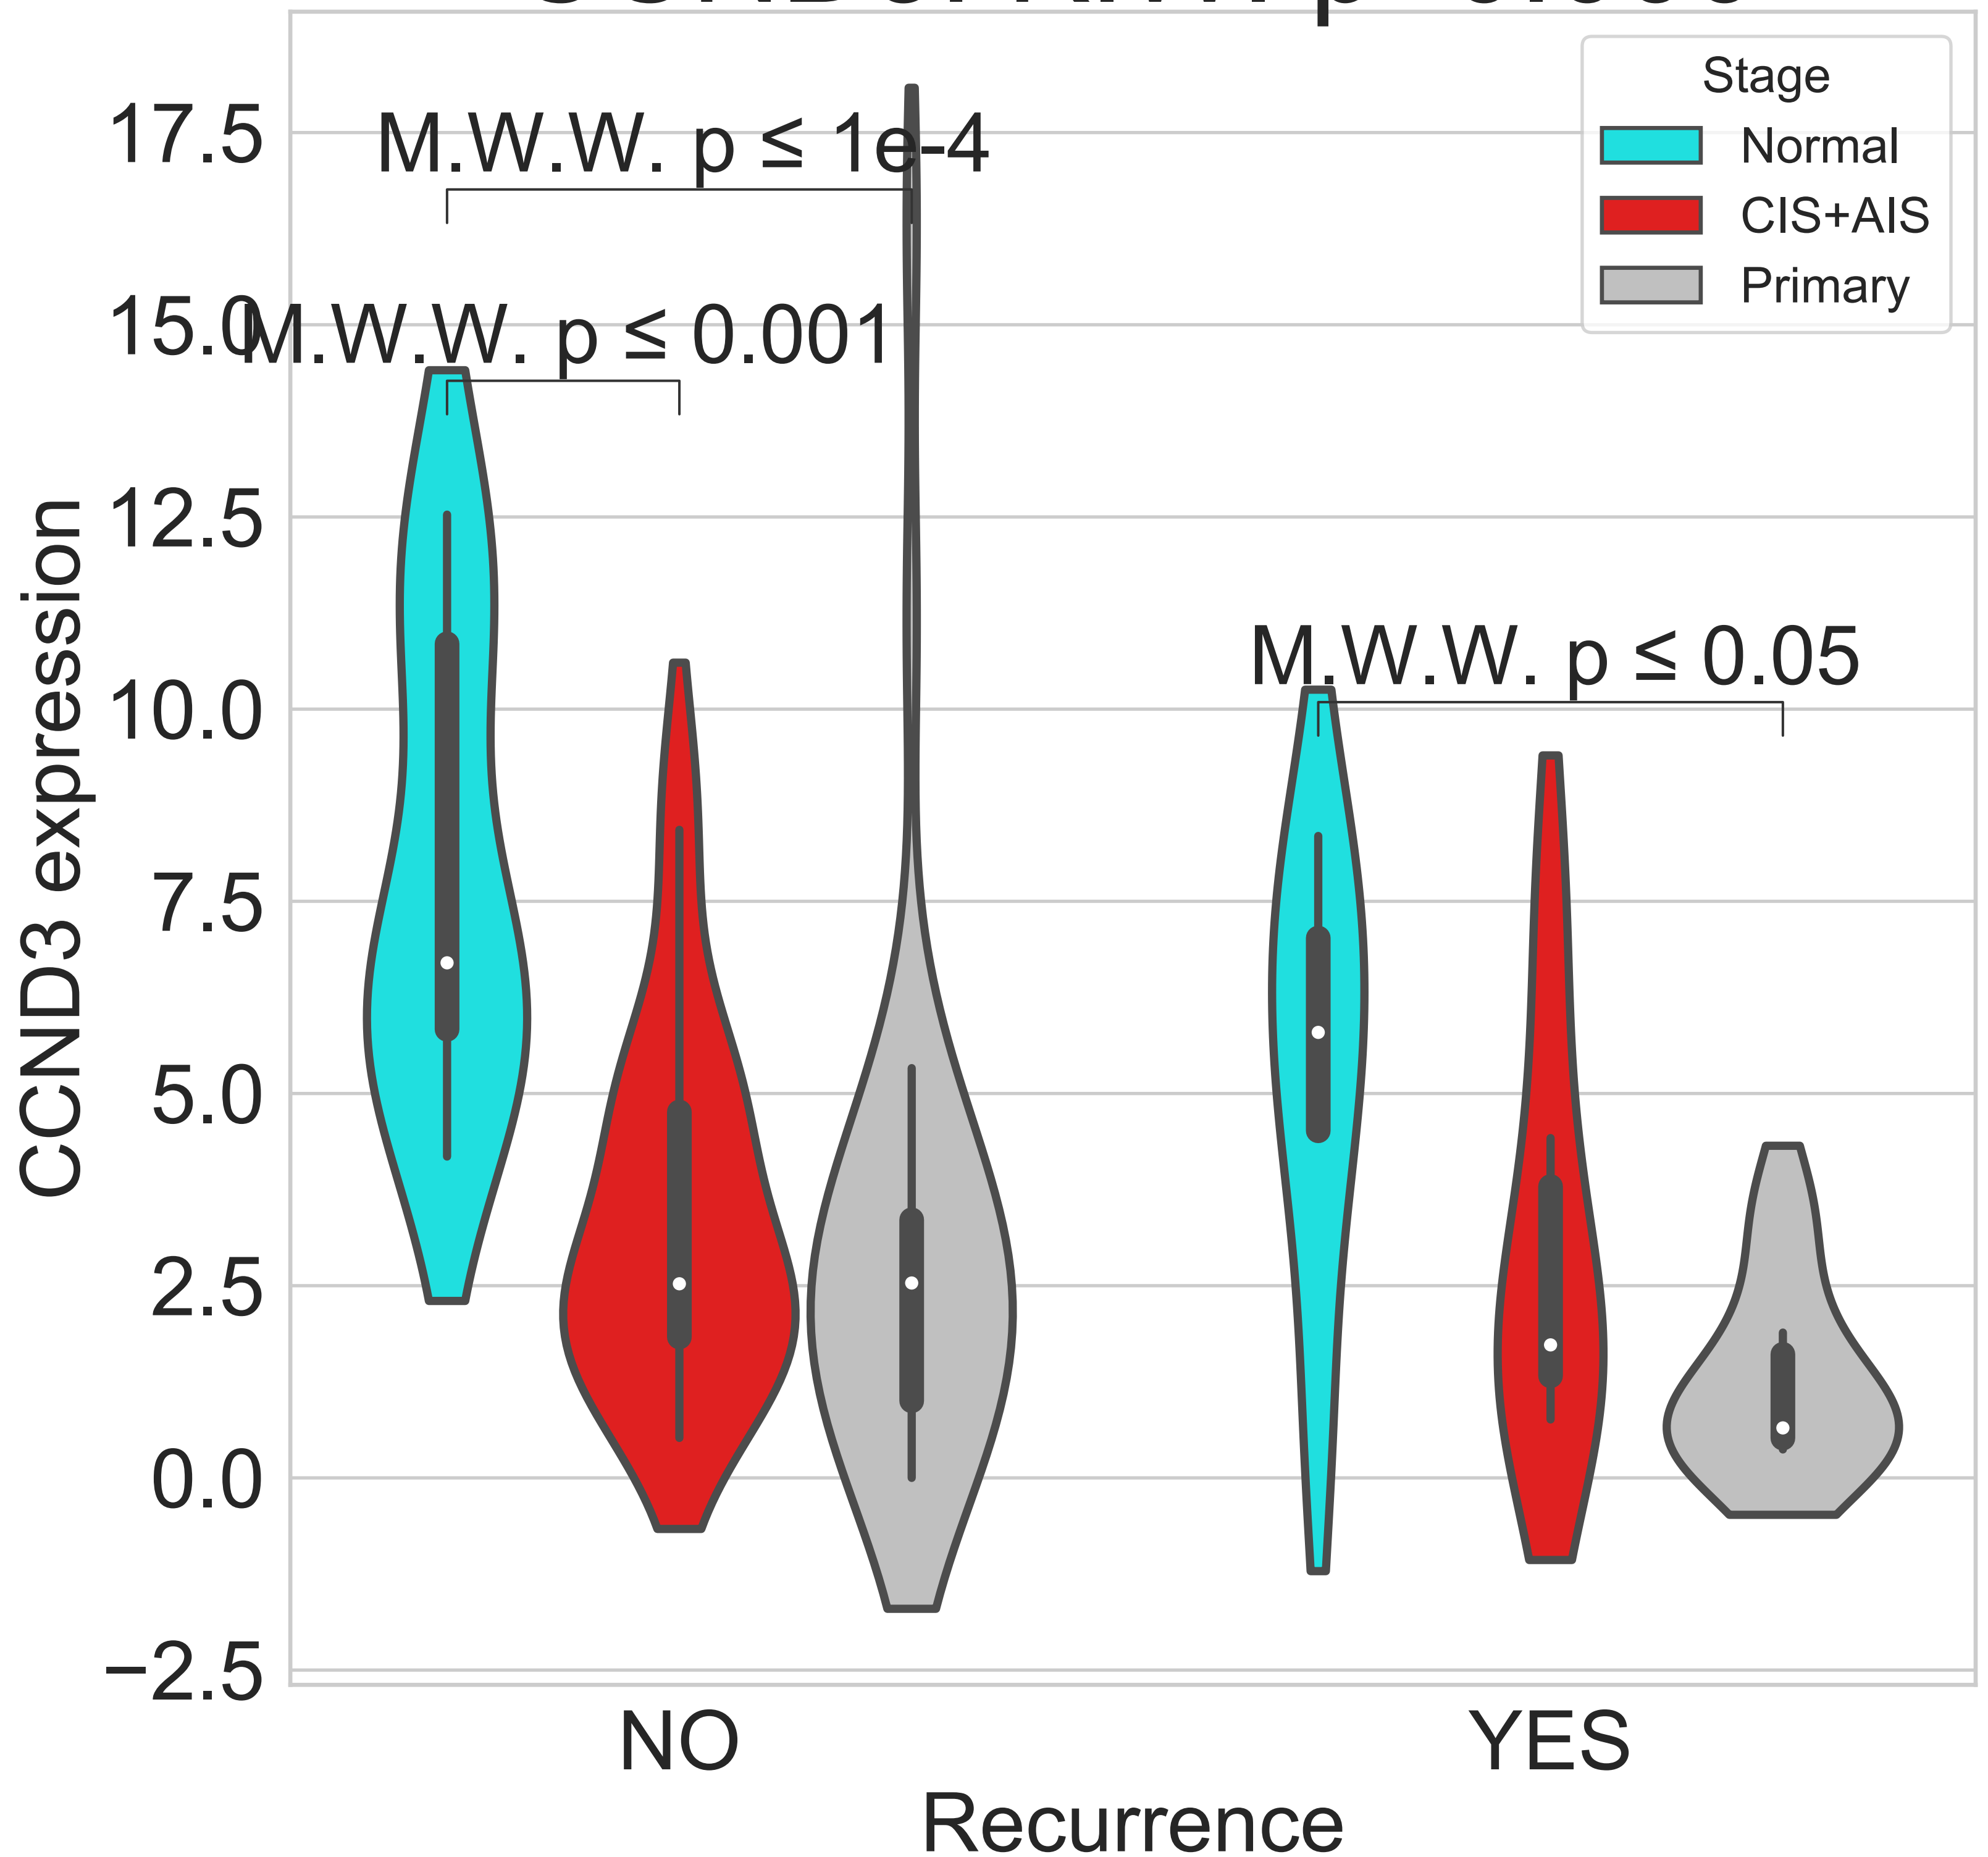 Stage
Normal
CIS+AIS
Primary
17.5
15.0
12.5
10.0
7.5
5.0
2.5
0.0
−2.5
CCND3 expression
M.W.W. p ≤ 1e-4
M.W.W. p ≤ 0.001
M.W.W. p ≤ 0.05
NO
YES
Recurrence